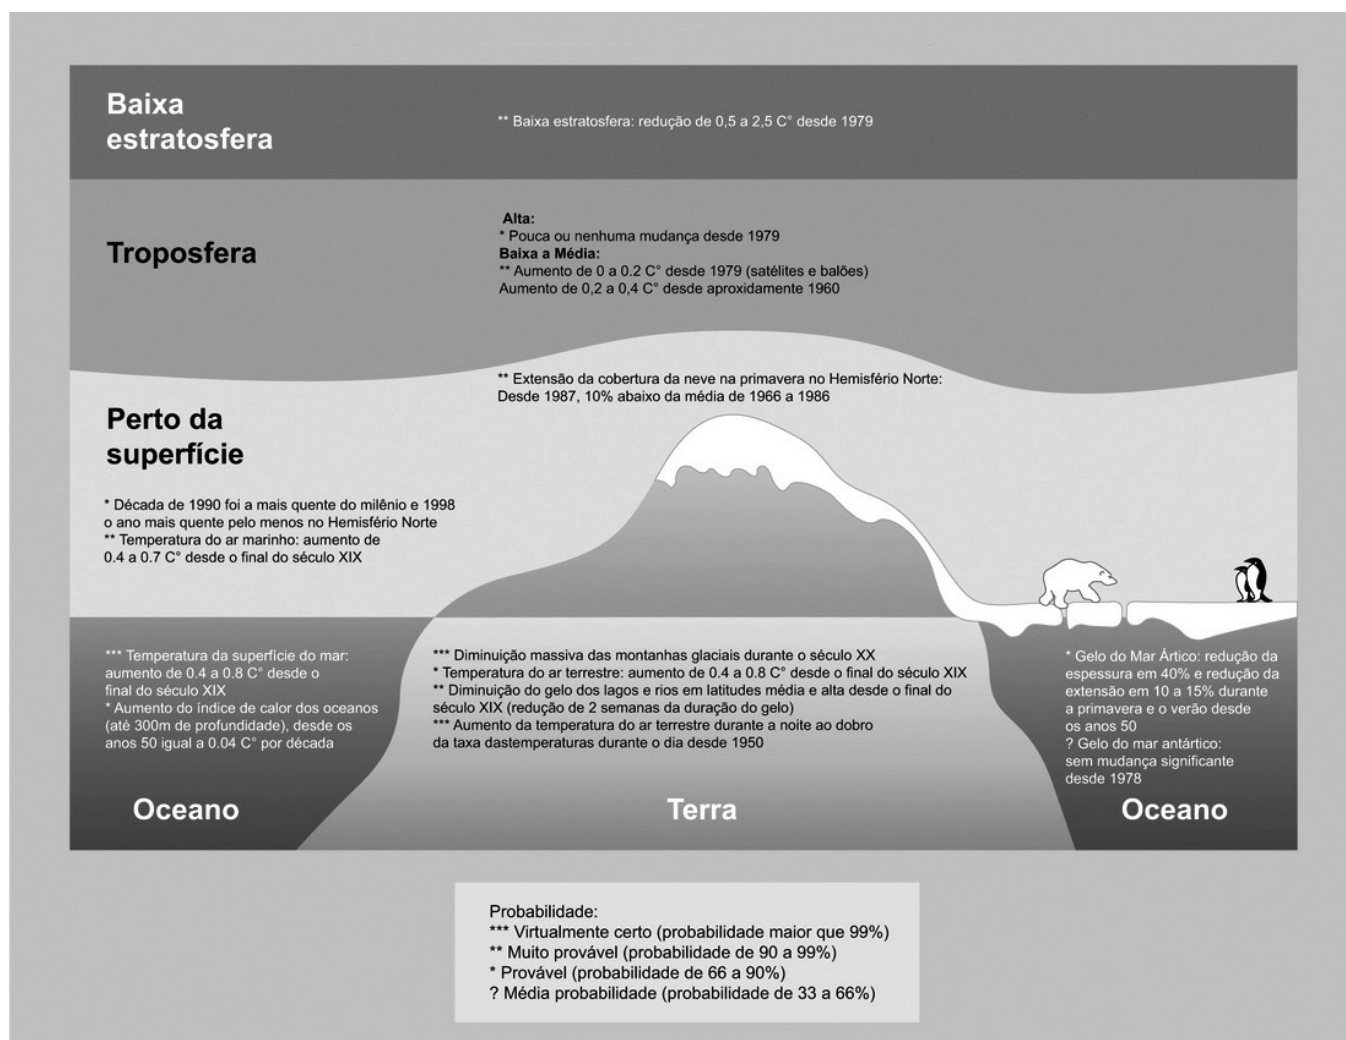 Baixa
estratosfera
** Baixa estratosfera: redução de 0,5 a 2,5 C° desde 1979
Troposfera
Alta:
* Pouca ou nenhuma mudança desde 1979
Baixa a Média:
** Aumento de 0 a 0.2 C° desde 1979 (satélites e balões)
Aumento de 0,2 a 0,4 C° desde aproxidamente 1960
** Extensão da cobertura da neve na primavera no Hemisfério Norte:
Desde 1987, 10% abaixo da média de 1966 a 1986
Perto da
superfície
* Década de 1990 foi a mais quente do milênio e 1998
o ano mais quente pelo menos no Hemisfério Norte
** Temperatura do ar marinho: aumento de
0.4 a 0.7 C° desde o final do século XIX
*** Temperatura da superfície do mar:
aumento de 0.4 a 0.8 C° desde o
final do século XIX
* Aumento do índice de calor dos oceanos
(até 300m de profundidade), desde os
anos 50 igual a 0.04 C° por década
Oceano
*** Diminuição massiva das montanhas glaciais durante o século XX
* Temperatura do ar terrestre: aumento de 0.4 a 0.8 C° desde o final do século XIX
** Diminuição do gelo dos lagos e rios em latitudes média e alta desde o final do
século XIX (redução de 2 semanas da duração do gelo)
*** Aumento da temperatura do ar terrestre durante a noite ao dobro
da taxa dastemperaturas durante o dia desde 1950
Terra
* Gelo do Mar Ártico: redução da
espessura em 40% e redução da
extensão em 10 a 15% durante
a primavera e o verão desde
os anos 50
? Gelo do mar antártico:
sem mudança significante
desde 1978
Oceano
Probabilidade:
*** Virtualmente certo (probabilidade maior que 99%)
** Muito provável (probabilidade de 90 a 99%)
* Provável (probabilidade de 66 a 90%)
? Média probabilidade (probabilidade de 33 a 66%)